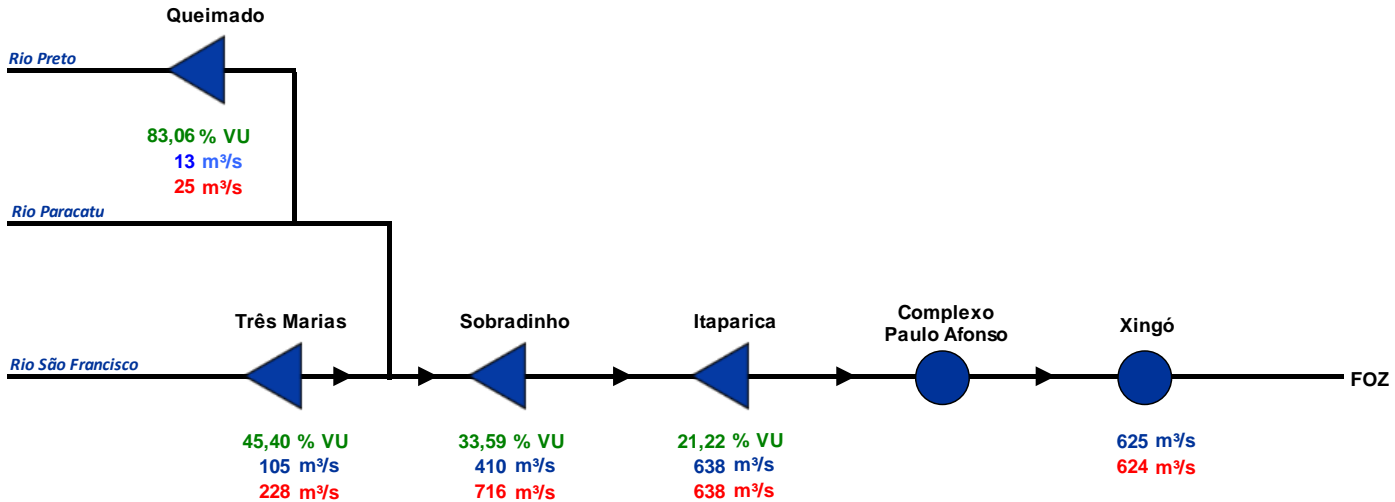 Queimado
Rio Preto
83,06 % VU
13 m³/s
25 m³/s
Rio Paracatu
Três Marias
Sobradinho
Itaparica
Complexo
Paulo Afonso
Xingó
Rio São Francisco
FOZ
45,40 % VU
105 m³/s
228 m³/s
33,59 % VU
410 m³/s
716 m³/s
21,22 % VU
638 m³/s
638 m³/s
625 m³/s
624 m³/s